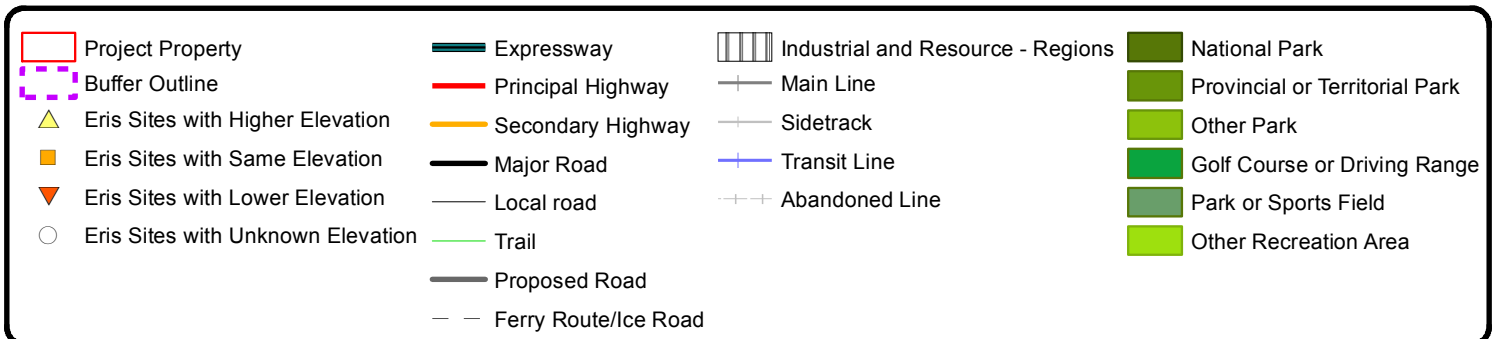 Project Property
Buffer Outline
Eris Sites with Higher Elevation
Eris Sites with Same Elevation
Eris Sites with Lower Elevation
Eris Sites with Unknown Elevation
Expressway
Principal Highway
Secondary Highway
Major Road
Local road
Trail
Proposed Road
Ferry Route/Ice Road
Industrial and Resource - Regions
Main Line
Sidetrack
Transit Line
Abandoned Line
National Park
Provincial or Territorial Park
Other Park
Golf Course or Driving Range
Park or Sports Field
Other Recreation Area